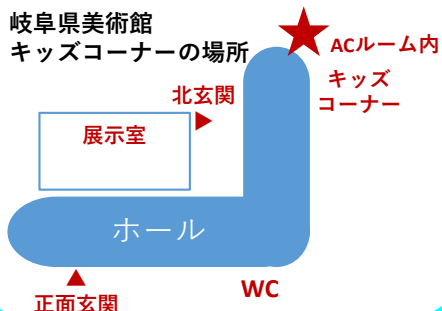 岐阜県美術館
キッズコーナーの場所
ACルーム内
キッズ
コーナー
北玄関
展示室
ホール
WC
正面玄関